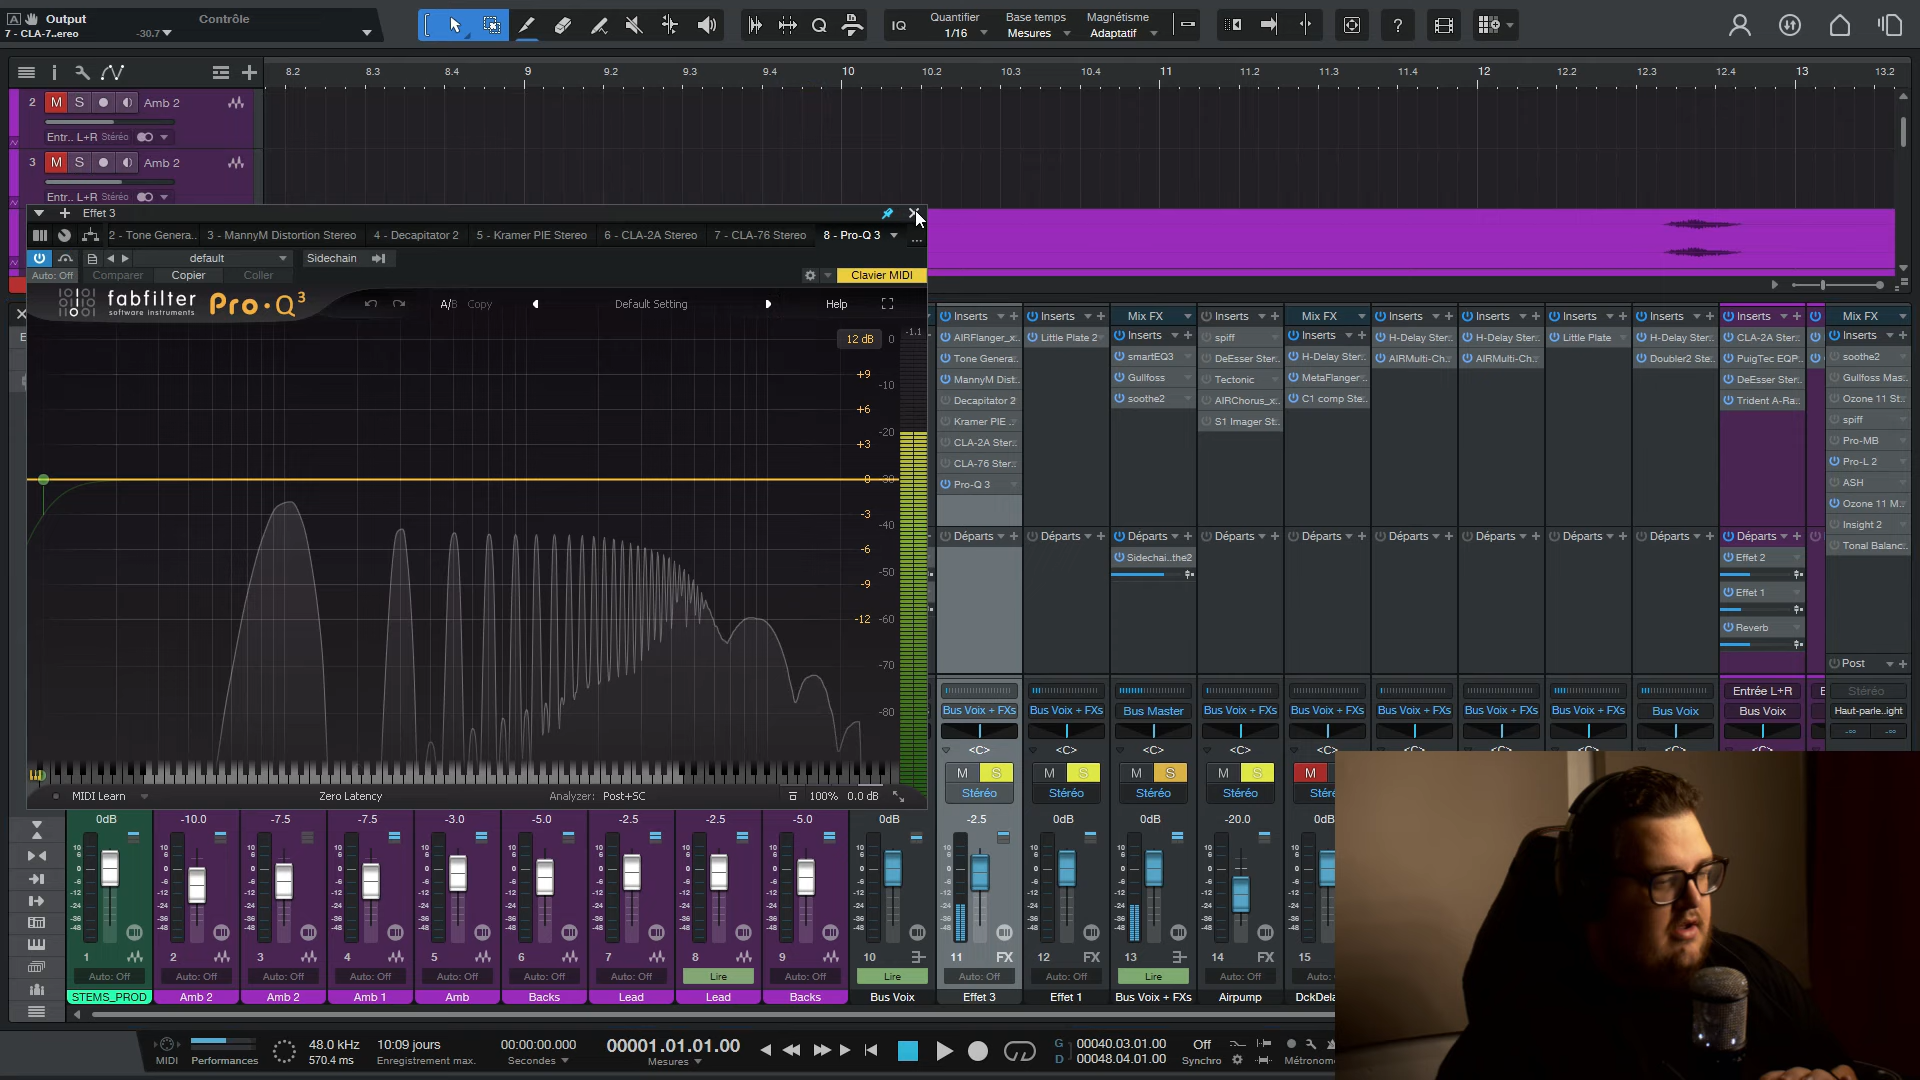 A Output Contrôle
7 - CLA-7..ereo -30.7
IQ Quantifier 1/16 Base temps Mesures Magnétisme Adaptatif ?
8.2 8.3 8.4 9 9.2 9.3 9.4 10 10.2 10.3 10.4 11 11.2 11.3 11.4 12 12.2 12.3 12.4 13 13.2
2 M S Amb 2
Entr.. L+R Stéréo
3 M S Amb 2
Entr.. L+R Stéréo
Effet 3
2 - Tone Genera.. 3 - MannyM Distortion Stereo 4 - Decapitator 2 5 - Kramer PIE Stereo 6 - CLA-2A Stereo 7 - CLA-76 Stereo 8 - Pro-Q 3
default Sidechain
Auto: Off Comparer Copier Coller Clavier MIDI
fabfilter Pro·Q3
software instruments
A/B Copy Default Setting Help
12 dB
-1.1
+9
+6
+3
0
-3
-6
-9
-12
0
-10
-20
-30
-40
-50
-60
-70
-80
MIDI Learn Zero Latency Analyzer: Post+SC 100% 0.0 dB
Inserts Inserts Mix FX Inserts Mix FX Inserts Inserts Inserts Inserts Inserts Mix FX
AIRFlanger_x..
Tone Genera..
MannyM Dist..
Decapitator 2
Kramer PIE ..
CLA-2A Ster..
CLA-76 Ster..
Pro-Q 3
Little Plate 2
Inserts
smartEQ3
Gullfoss
soothe2
spiff
DeEsser Ster..
Tectonic
AIRChorus_x..
S1 Imager St..
Inserts
H-Delay Ster..
MetaFlanger
C1 comp Ste..
H-Delay Ster..
AIRMulti-Ch..
H-Delay Ster..
AIRMulti-Ch..
Little Plate
H-Delay Ster..
Doubler2 Ste..
CLA-2A Ster..
PuigTec EQP..
DeEsser Ster..
Trident A-Ra..
Inserts
soothe2
Gullfoss Mas..
Ozone 11 St..
spiff
Pro-MB
Pro-L 2
ASH
Ozone 11 M..
Insight 2
Tonal Balanc..
Départs Départs Départs Départs Départs Départs Départs Départs Départs Départs
Sidechai..the2
Effet 2
Effet 1
Reverb
Post
Entrée L+R Stéréo
Bus Voix + FXs Bus Voix + FXs Bus Master Bus Voix + FXs Bus Voix + FXs Bus Voix + FXs Bus Voix + FXs Bus Voix + FXs Bus Voix Bus Voix Haut-parle..ight
<C> <C> <C> <C> <C> <C> <C> <C> <C> <C>
M S M S M S M S M
Stéréo Stéréo Stéréo Stéréo
0dB -10.0 -7.5 -7.5 -3.0 -5.0 -2.5 -2.5 -5.0 0dB -2.5 0dB 0dB -20.0 0dB
1 2 3 4 5 6 7 8 9 10 11 FX 12 FX 13 14 FX 15
Auto: Off Auto: Off Auto: Off Auto: Off Auto: Off Auto: Off Auto: Off Lire Auto: Off Lire Auto: Off Auto: Off Lire Auto: Off
STEMS_PROD Amb 2 Amb 2 Amb 1 Amb Backs Lead Lead Backs Bus Voix Effet 3 Effet 1 Bus Voix + FXs Airpump
MIDI Performances 48.0 kHz 10:09 jours 00:00:00.000 00001.01.01.00 G 00040.03.01.00 Off
570.4 ms Enregistrement max. Secondes Mesures D 00048.04.01.00 Synchro